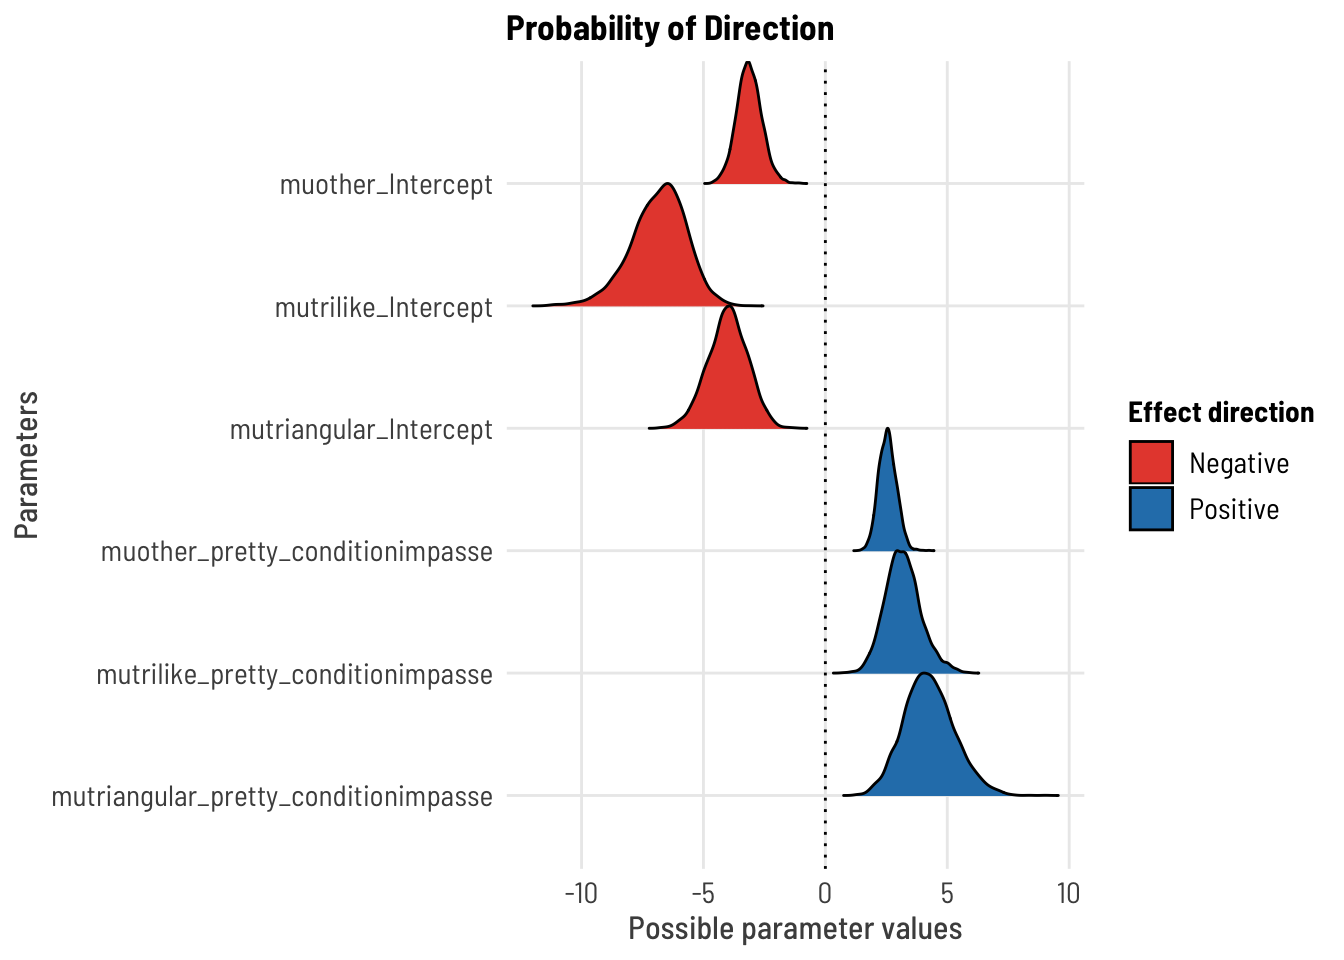 Probability of Direction
muother_Intercept
mutrilike_Intercept
mutriangular_Intercept
muother_pretty_conditionimpasse
mutrilike_pretty_conditionimpasse
mutriangular_pretty_conditionimpasse
Parameters
-10 -5 0 5 10
Possible parameter values
Effect direction
Negative
Positive